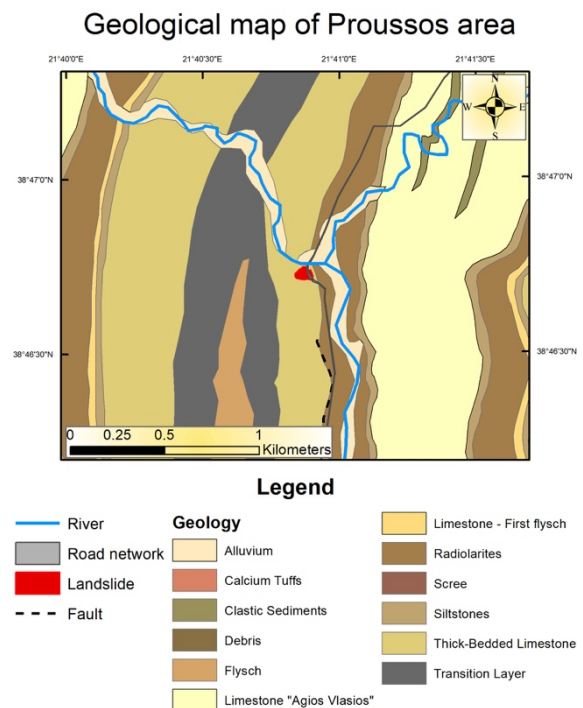 Geological map of Proussos area
21°40'0"E 21°40'30"E 21°41'0"E 21°41'30"E
N
W E
S
38°47'0"N 38°47'0"N
38°46'30"N 38°46'30"N
0 0.25 0.5 1
Kilometers
Legend
River
Road network
Landslide
Fault
Geology
Alluvium
Calcium Tuffs
Clastic Sediments
Debris
Flysch
Limestone "Agios Vlasios"
Limestone - First flysch
Radiolarites
Scree
Siltstones
Thick-Bedded Limestone
Transition Layer